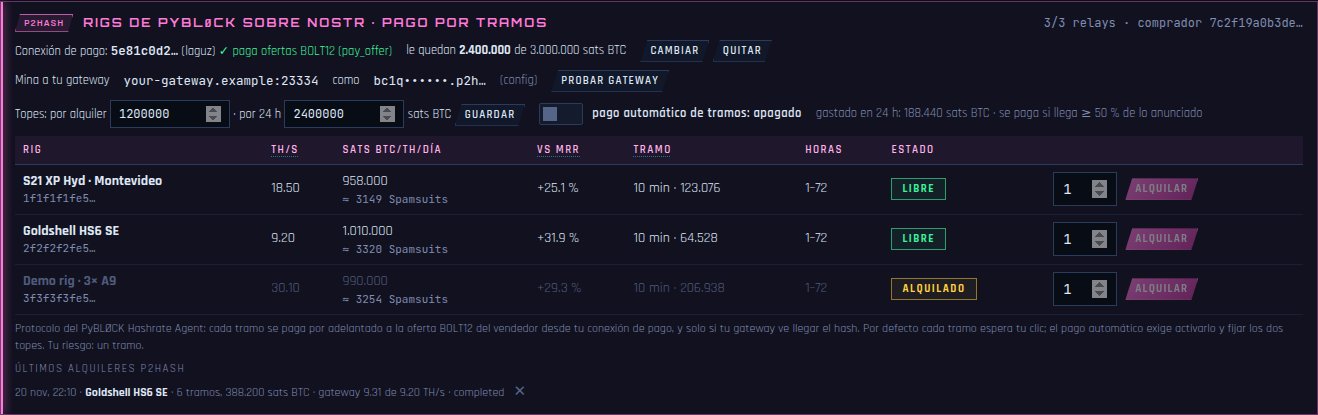 P2HASH RIGS DE PYBLØCK SOBRE NOSTR · PAGO POR TRAMOS 3/3 relays · comprador 7c2f19a0b3de…
Conexión de pago: 5e81c0d2… (laguz) ✓ paga ofertas BOLT12 (pay_offer) le quedan 2.400.000 de 3.000.000 sats BTC CAMBIAR QUITAR
Mina a tu gateway your-gateway.example:23334 como bc1q••••••.p2h… (config) PROBAR GATEWAY
Topes: por alquiler 1200000 · por 24 h 2400000 sats BTC GUARDAR pago automático de tramos: apagado gastado en 24 h: 188.440 sats BTC · se paga si llega ≥ 50 % de lo anunciado
RIG TH/S SATS BTC/TH/DÍA VS MRR TRAMO HORAS ESTADO
S21 XP Hyd · Montevideo 18.50 958.000 +25.1 % 10 min · 123.076 1–72 LIBRE 1 ALQUILAR
1f1f1f1fe5… ≈ 3149 Spamsuits
Goldshell HS6 SE 9.20 1.010.000 +31.9 % 10 min · 64.528 1–72 LIBRE 1 ALQUILAR
2f2f2f2fe5… ≈ 3320 Spamsuits
Demo rig · 3× A9 30.10 990.000 +29.3 % 10 min · 206.938 1–72 ALQUILADO 1 ALQUILAR
3f3f3f3fe5… ≈ 3254 Spamsuits
Protocolo del PyBLØCK Hashrate Agent: cada tramo se paga por adelantado a la oferta BOLT12 del vendedor desde tu conexión de pago, y solo si tu gateway ve llegar el hash. Por defecto cada tramo espera tu clic; el pago automático exige activarlo y fijar los dos
topes. Tu riesgo: un tramo.
ÚLTIMOS ALQUILERES P2HASH
20 nov, 22:10 · Goldshell HS6 SE · 6 tramos, 388.200 sats BTC · gateway 9.31 de 9.20 TH/s · completed ✕